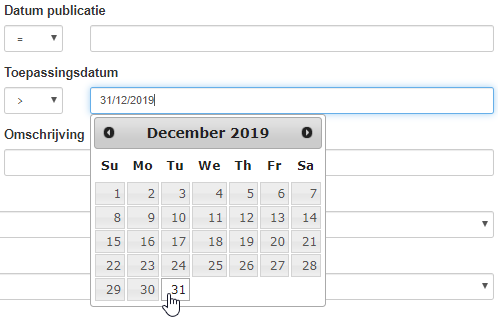 Datum publicatie
=
Toepassingsdatum
> 31/12/2019
Omschrijving
December 2019
Su Mo Tu We Th Fr Sa
1 2 3 4 5 6 7
8 9 10 11 12 13 14
15 16 17 18 19 20 21
22 23 24 25 26 27 28
29 30 31